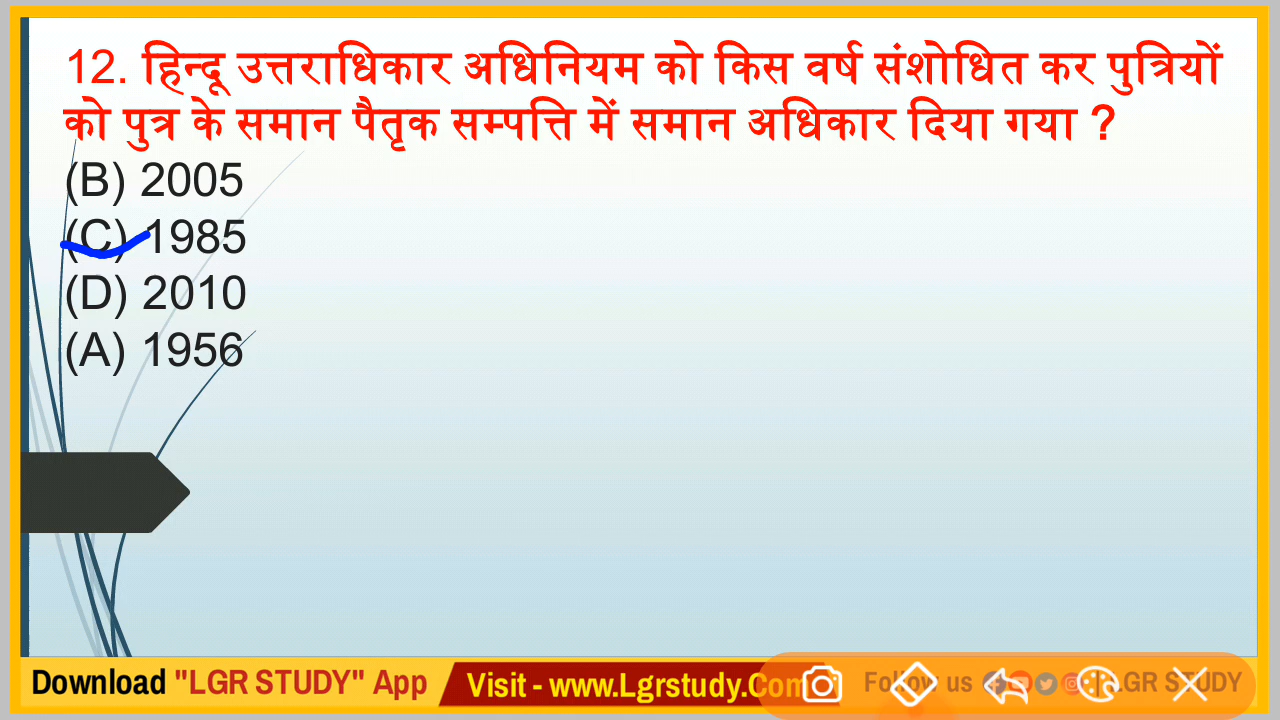 12. हिन्दू उत्तराधिकार अधिनियम को किस वर्ष संशोधित कर पुत्रियों
को पुत्र के समान पैतृक सम्पत्ति में समान अधिकार दिया गया ?
(B) 2005
(C) 1985
(D) 2010
(A) 1956
Download "LGR STUDY" App
Visit - www.Lgrstudy.Com
Follow us
LGR STUDY